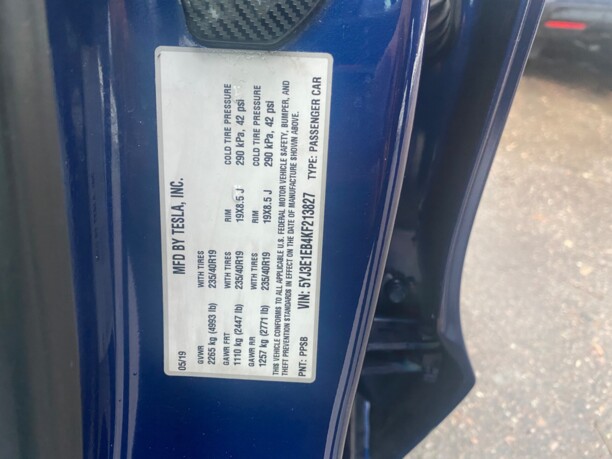 MFD BY TESLA, INC.
05/19
GVWR WITH TIRES RIM COLD TIRE PRESSURE
2265 kg (4993 lb) 235/40R19
GAWR FRT WITH TIRES RIM COLD TIRE PRESSURE
1110 kg (2447 lb) 235/40R19 19X8.5 J 290 kPa, 42 psi
GAWR RR WITH TIRES RIM COLD TIRE PRESSURE
1257 kg (2771 lb) 235/40R19 19X8.5 J 290 kPa, 42 psi
THIS VEHICLE CONFORMS TO ALL APPLICABLE U.S. FEDERAL MOTOR VEHICLE SAFETY, BUMPER, AND
THEFT PREVENTION STANDARDS IN EFFECT ON THE DATE OF MANUFACTURE SHOWN ABOVE.
PNT: PPSB VIN: 5YJ3E1EB4KF213827 TYPE: PASSENGER CAR